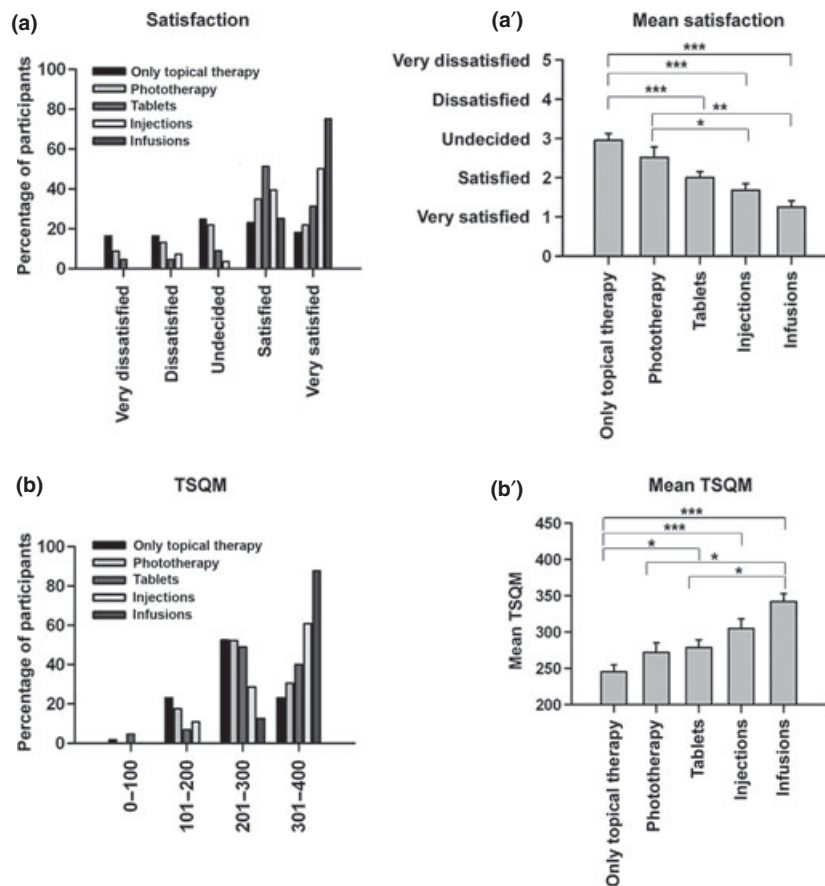 (a)
Satisfaction
Percentage of participants
100
80
60
40
20
0
Only topical therapy
Phototherapy
Tablets
Injections
Infusions
Very dissatisfied
Dissatisfied
Undecided
Satisfied
Very satisfied
(a′)
Mean satisfaction
Very dissatisfied
Dissatisfied
Undecided
Satisfied
Very satisfied
5
4
3
2
1
0
***
***
***
**
*
Only topical therapy
Phototherapy
Tablets
Injections
Infusions
(b)
TSQM
Percentage of participants
100
80
60
40
20
0
Only topical therapy
Phototherapy
Tablets
Injections
Infusions
0–100
101–200
201–300
301–400
(b′)
Mean TSQM
Mean TSQM
450
400
350
300
250
200
***
***
*
*
*
Only topical therapy
Phototherapy
Tablets
Injections
Infusions